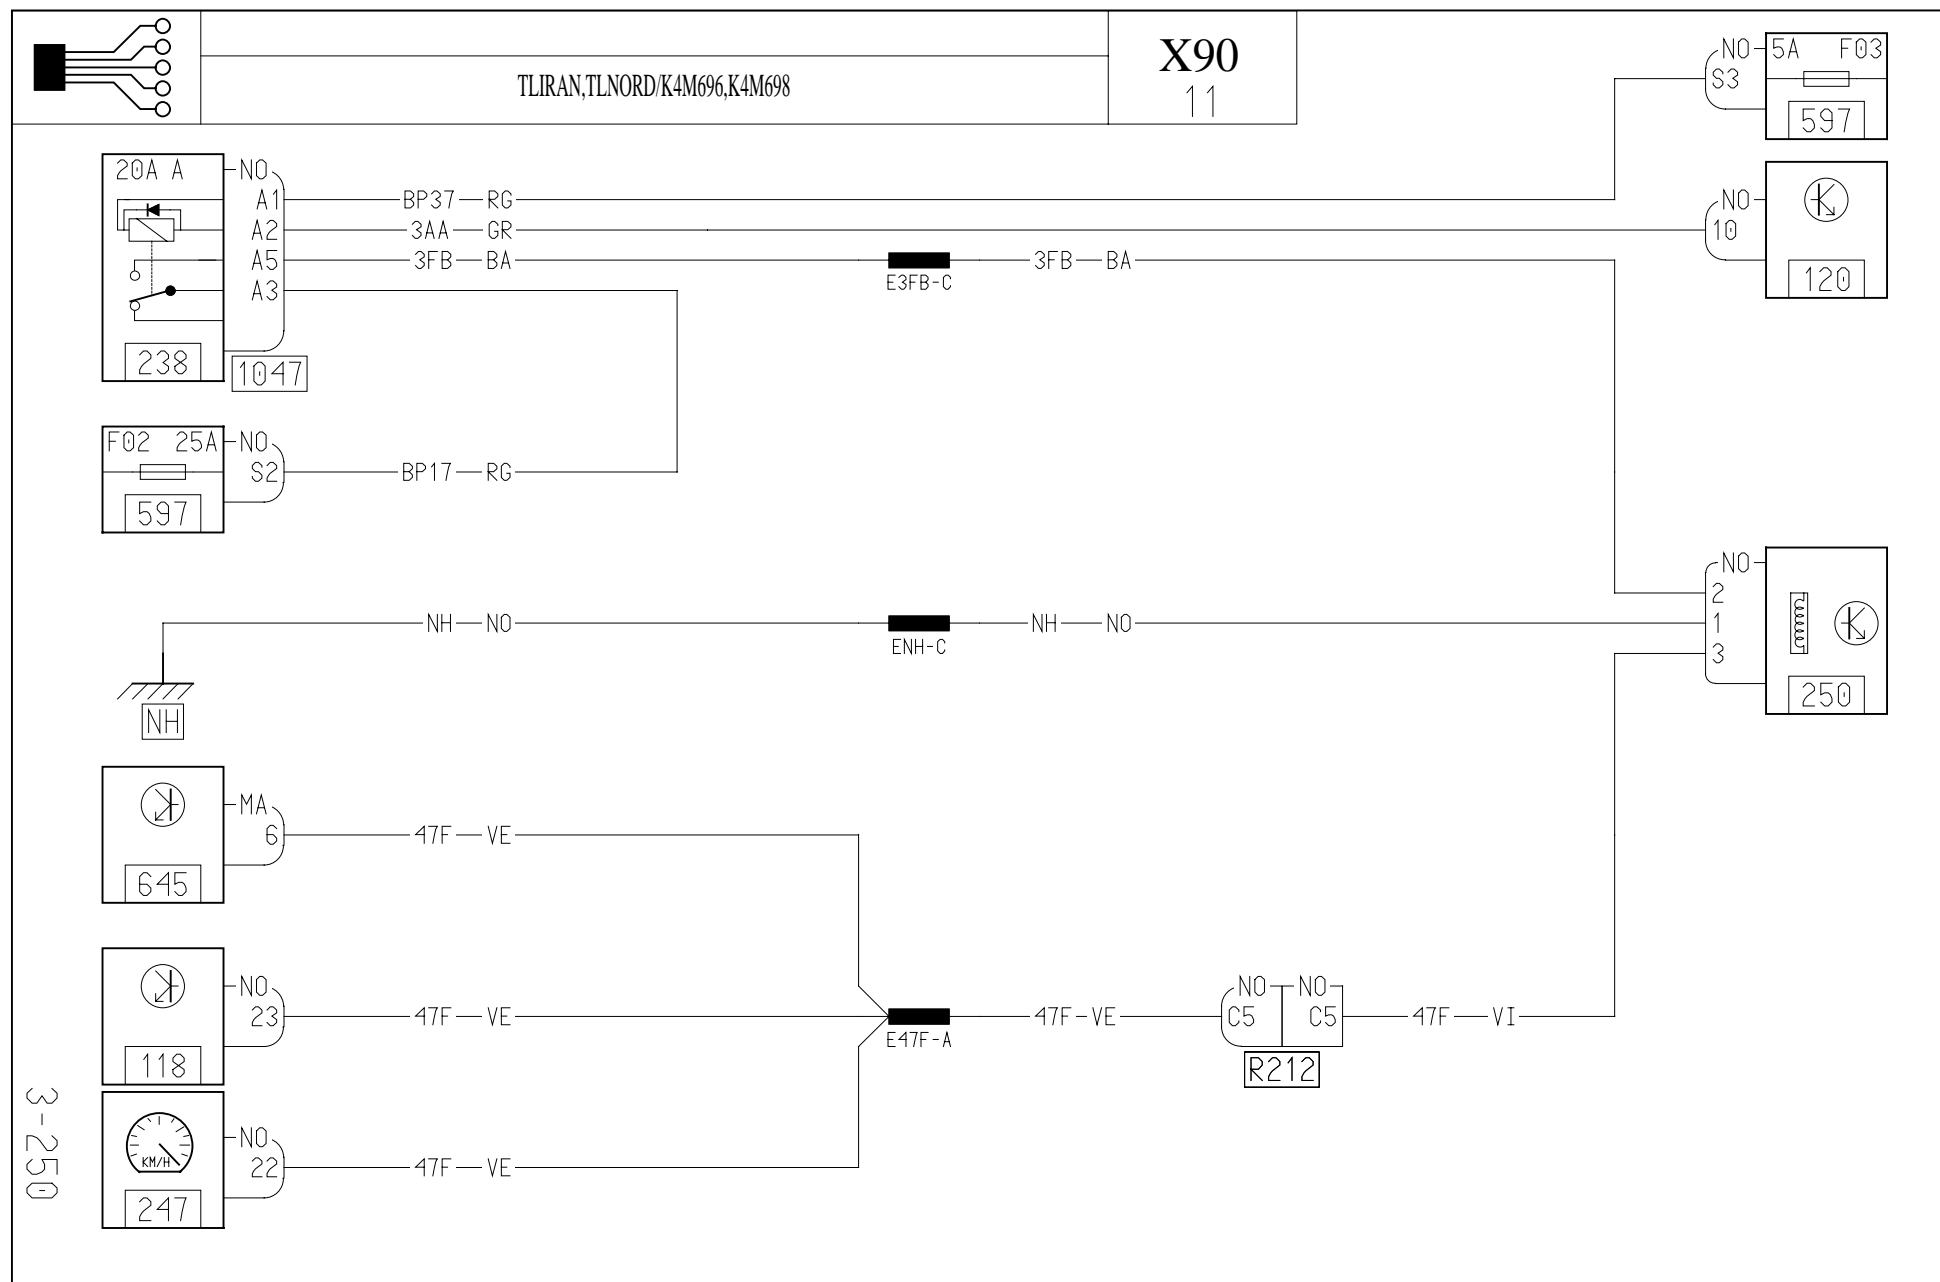 X90
TLIRAN,TLNORD/K4M696,K4M698
11
NO 5A F03
S3
597
20A A NO
A1 BP37 RG
A2 3AA GR
A5 3FB BA
E3FB-C
3FB BA
A3
238
1047
NO
10
120
F02 25A NO
S2 BP17 RG
597
NO
2
1
3
250
NH NO
ENH-C
NH NO
NH
MA
6 47F VE
645
NO
23 47F VE
118
E47F-A
47F VE
NO NO
C5 C5
R212
47F VI
NO
22 47F VE
KM/H
247
3-250